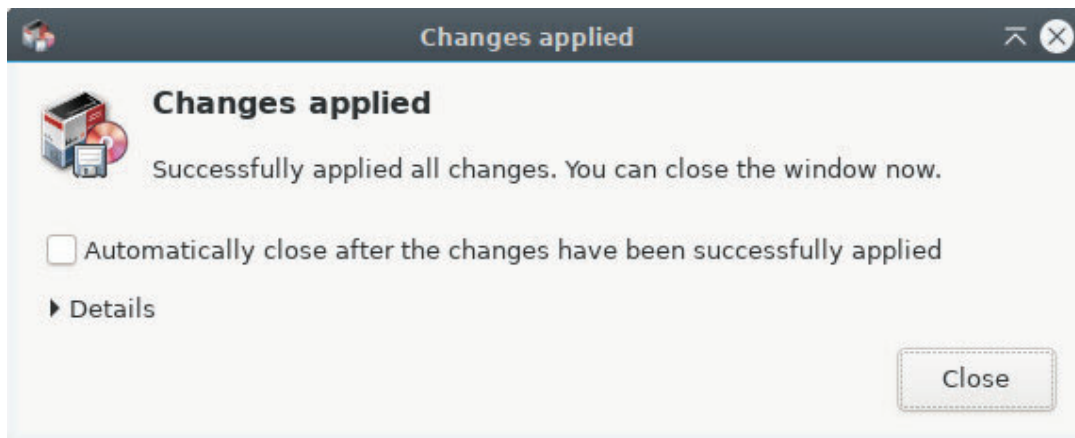 Changes applied
Changes applied
Successfully applied all changes. You can close the window now.
Automatically close after the changes have been successfully applied
Details
Close